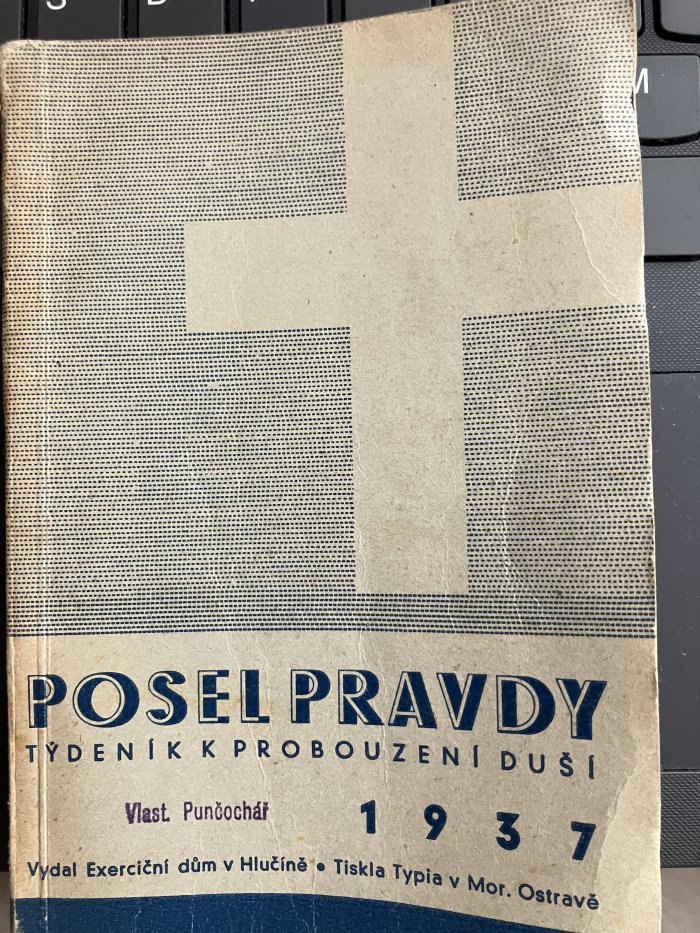 S D M
POSEL PRAVDY
TÝDENÍK K PROBOUZENÍ DUŠÍ
Vlast. Punčochář
1937
Vydal Exerciční dům v Hlučíně • Tiskla Typia v Mor. Ostravě